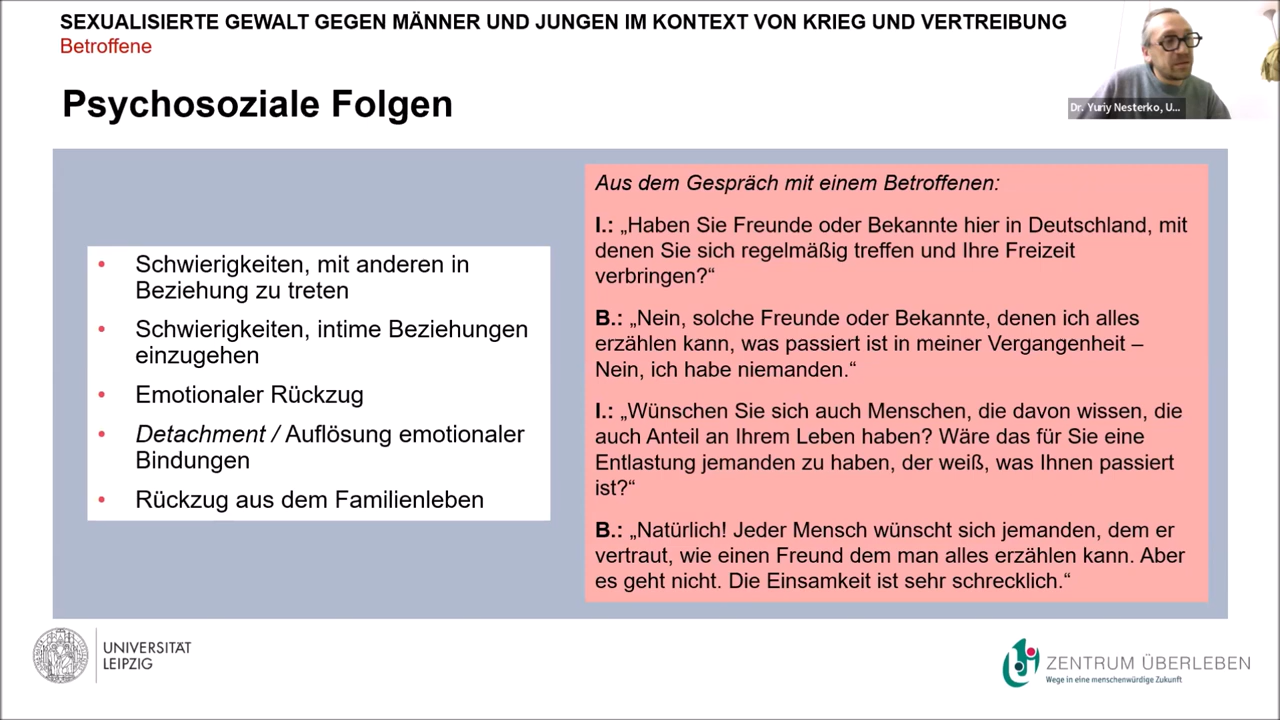 SEXUALISIERTE GEWALT GEGEN MÄNNER UND JUNGEN IM KONTEXT VON KRIEG UND VERTREIBUNG
Betroffene
Dr. Yuriy Nesterko, U...
Psychosoziale Folgen
• Schwierigkeiten, mit anderen in
Beziehung zu treten
• Schwierigkeiten, intime Beziehungen
einzugehen
• Emotionaler Rückzug
• Detachment / Auflösung emotionaler
Bindungen
• Rückzug aus dem Familienleben
Aus dem Gespräch mit einem Betroffenen:
I.: „Haben Sie Freunde oder Bekannte hier in Deutschland, mit
denen Sie sich regelmäßig treffen und Ihre Freizeit
verbringen?“
B.: „Nein, solche Freunde oder Bekannte, denen ich alles
erzählen kann, was passiert ist in meiner Vergangenheit –
Nein, ich habe niemanden.“
I.: „Wünschen Sie sich auch Menschen, die davon wissen, die
auch Anteil an Ihrem Leben haben? Wäre das für Sie eine
Entlastung jemanden zu haben, der weiß, was Ihnen passiert
ist?“
B.: „Natürlich! Jeder Mensch wünscht sich jemanden, dem er
vertraut, wie einen Freund dem man alles erzählen kann. Aber
es geht nicht. Die Einsamkeit ist sehr schrecklich.“
UNIVERSITÄT
LEIPZIG
ZENTRUM ÜBERLEBEN
Wege in eine menschenwürdige Zukunft